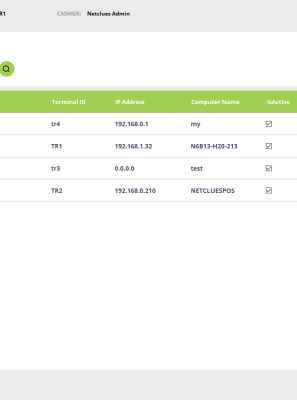 R1 CASHIER: Netclues Admin
Terminal ID IP Address Computer Name IsActive
tr4 192.168.0.1 my
TR1 192.168.1.32 N6B13-H20-213
tr3 0.0.0.0 test
TR2 192.168.0.210 NETCLUESPOS